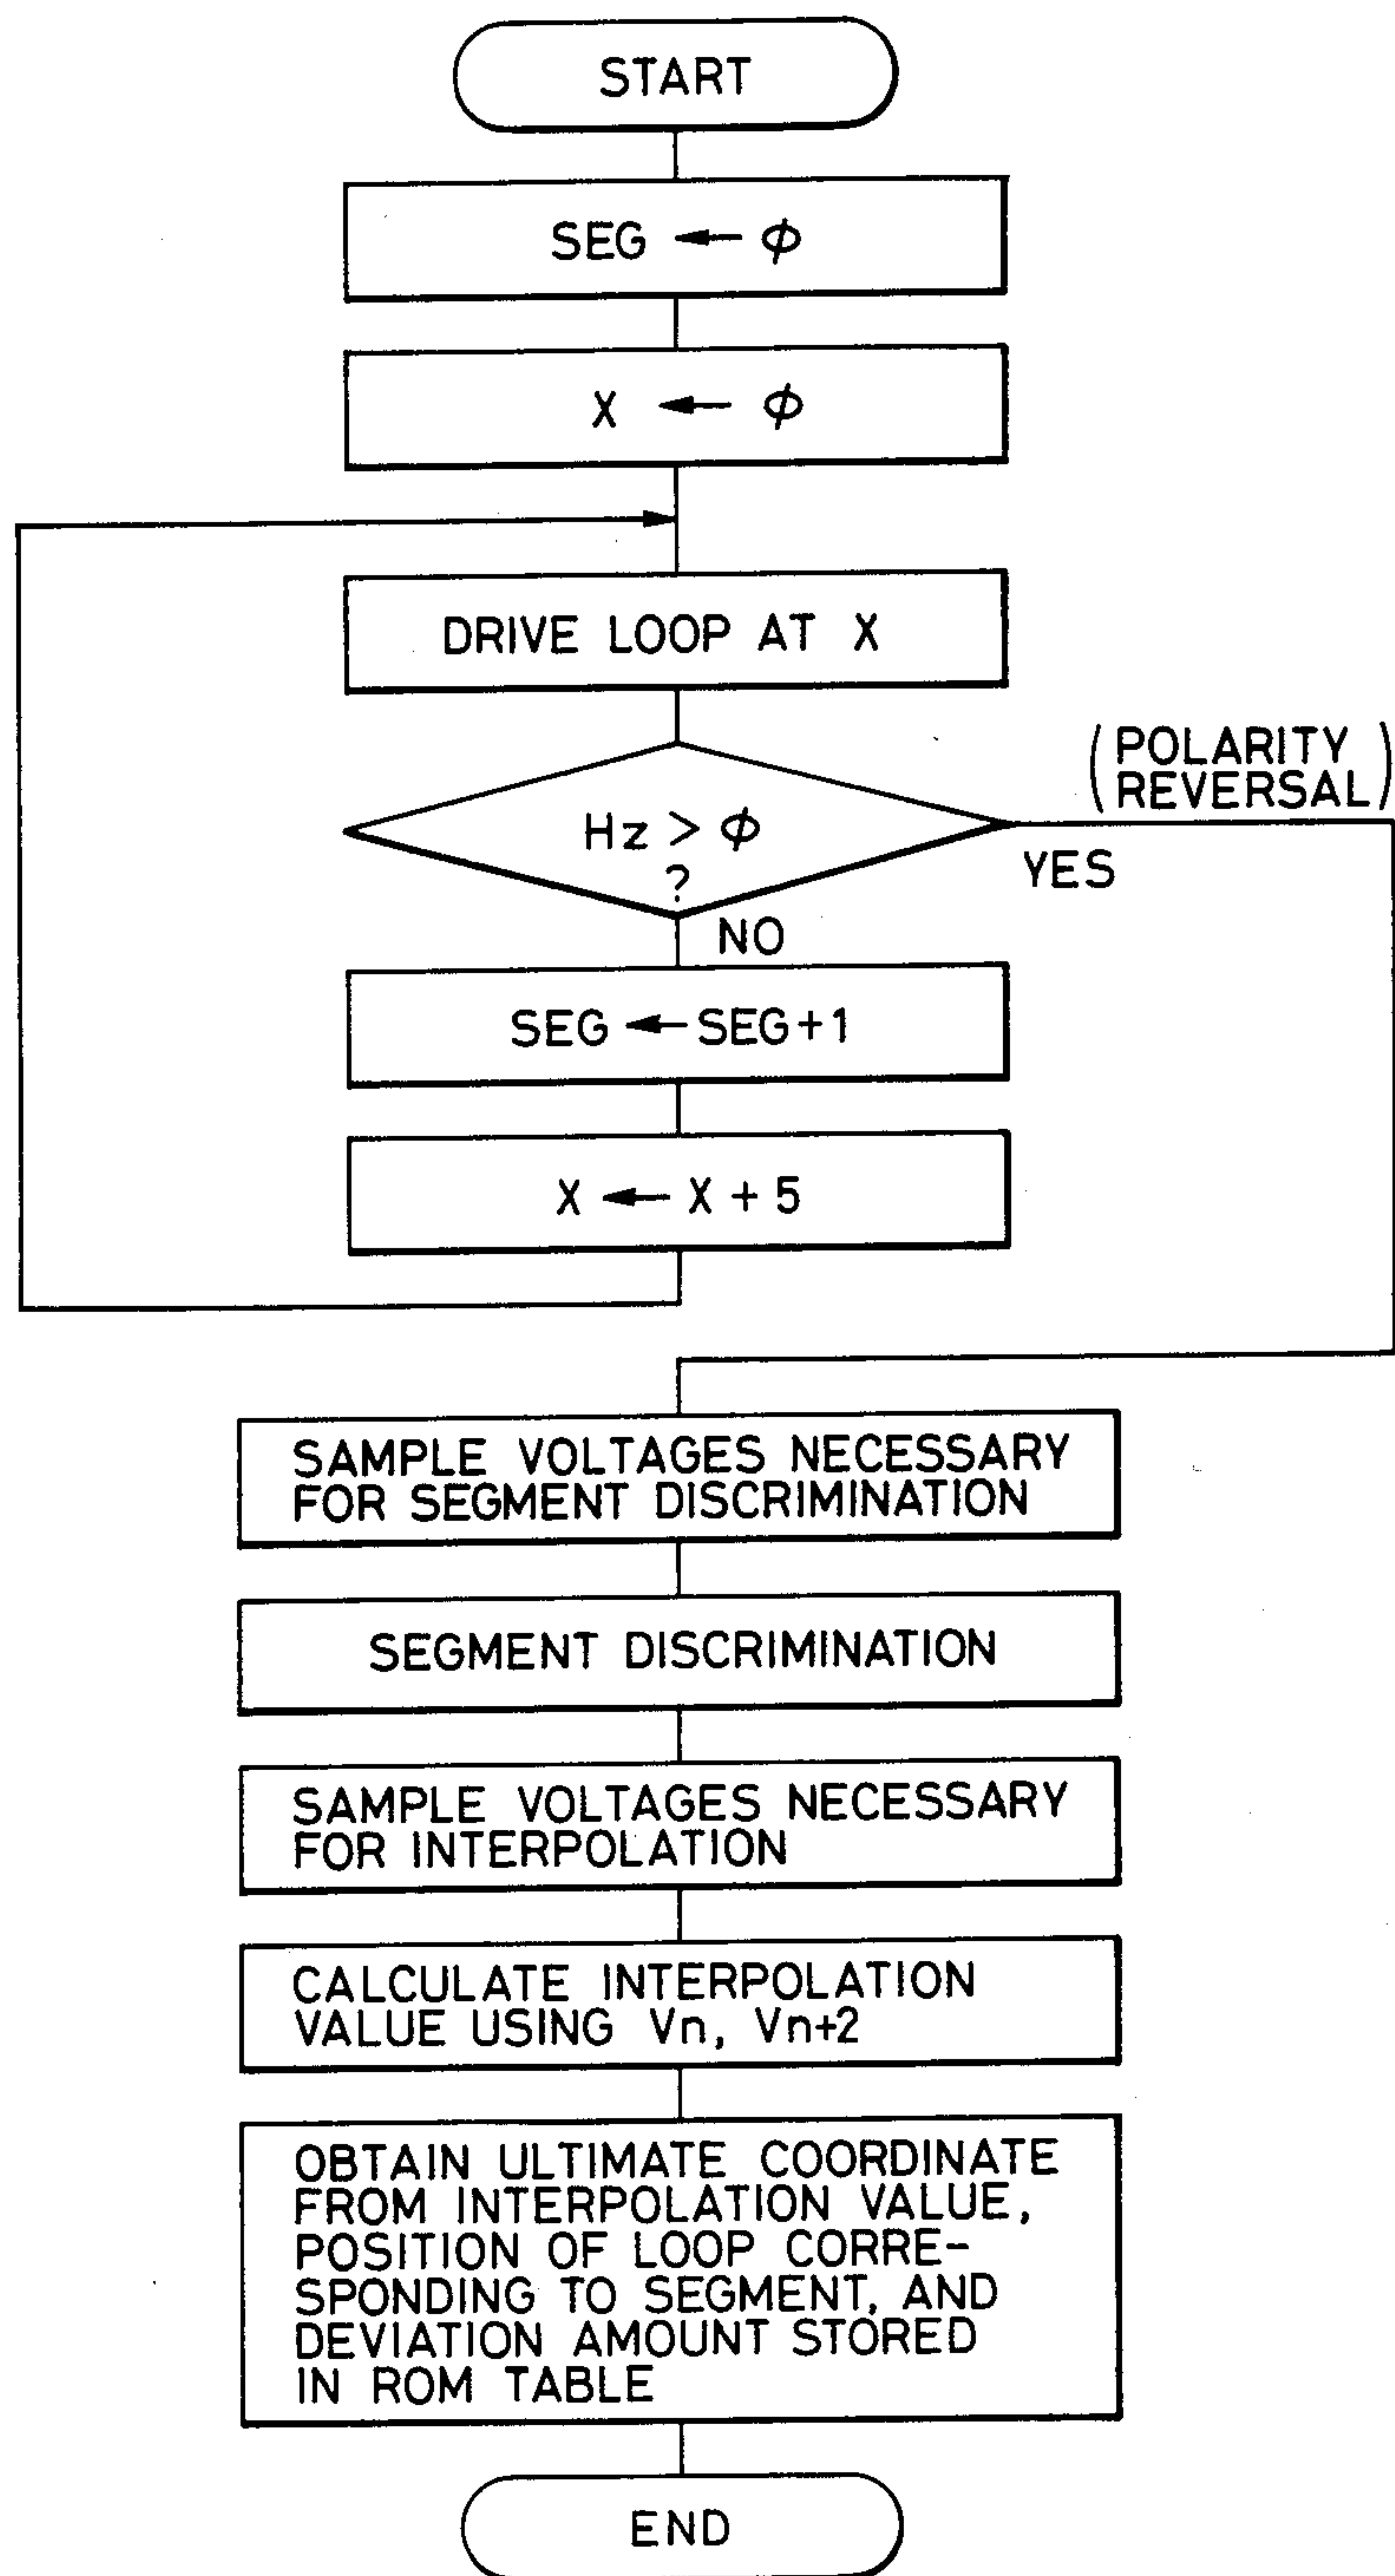 START
SEG ← ϕ
X ← ϕ
DRIVE LOOP AT X
(POLARITY
REVERSAL)
Hz > ϕ
?
YES
NO
SEG ← SEG+1
X ← X + 5
SAMPLE VOLTAGES NECESSARY
FOR SEGMENT DISCRIMINATION
SEGMENT DISCRIMINATION
SAMPLE VOLTAGES NECESSARY
FOR INTERPOLATION
CALCULATE INTERPOLATION
VALUE USING Vn, Vn+2
OBTAIN ULTIMATE COORDINATE
FROM INTERPOLATION VALUE,
POSITION OF LOOP CORRE-
SPONDING TO SEGMENT, AND
DEVIATION AMOUNT STORED
IN ROM TABLE
END